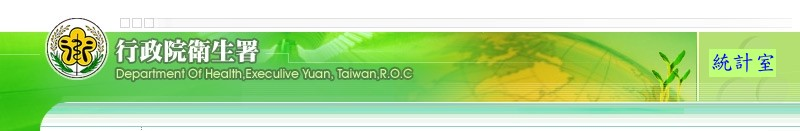 行政院衛生署
Department Of Health,Executive Yuan, Taiwan,R.O.C
統計室